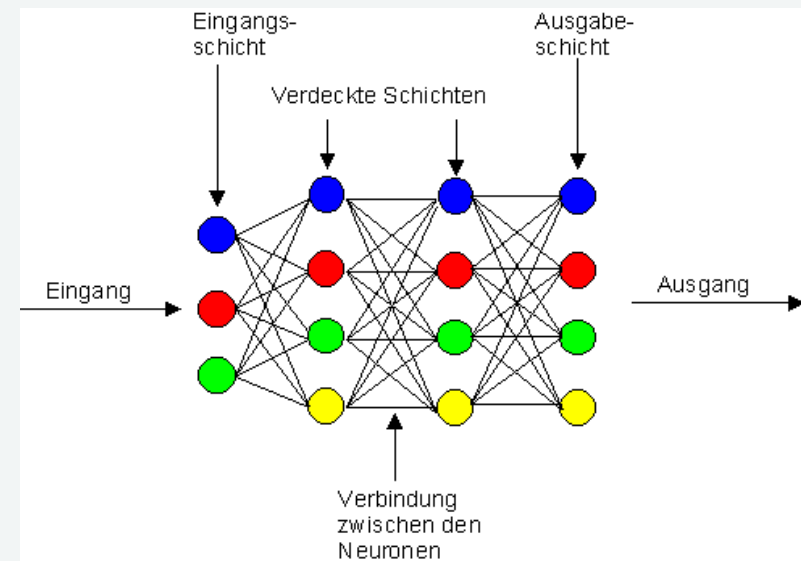 Eingangs-
schicht
Ausgabe-
schicht
Verdeckte Schichten
Eingang
Ausgang
Verbindung
zwischen den
Neuronen